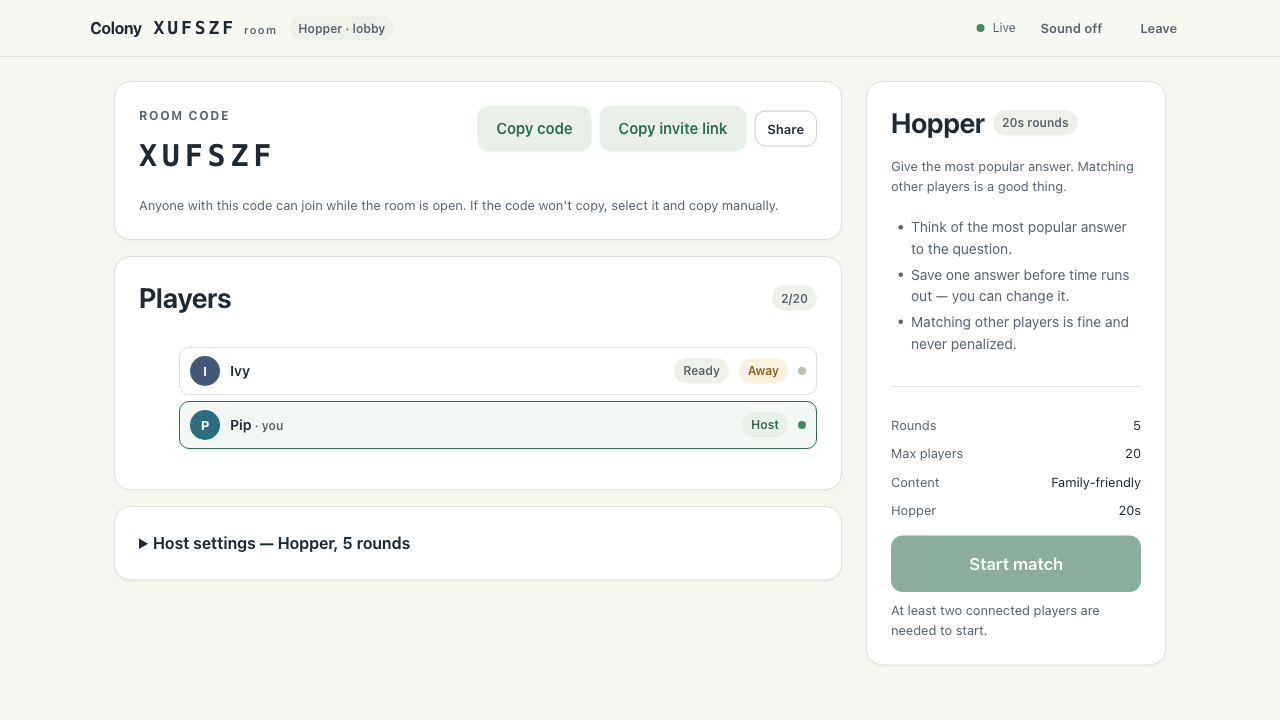 Colony XUFSZF room Hopper · lobby
Live Sound off Leave
ROOM CODE
XUFSZF
Copy code Copy invite link Share
Anyone with this code can join while the room is open. If the code won't copy, select it and copy manually.
Players 2/20
I Ivy Ready Away
P Pip · you Host
Host settings — Hopper, 5 rounds
Hopper 20s rounds
Give the most popular answer. Matching
other players is a good thing.
• Think of the most popular answer
to the question.
• Save one answer before time runs
out — you can change it.
• Matching other players is fine and
never penalized.
Rounds 5
Max players 20
Content Family-friendly
Hopper 20s
Start match
At least two connected players are
needed to start.